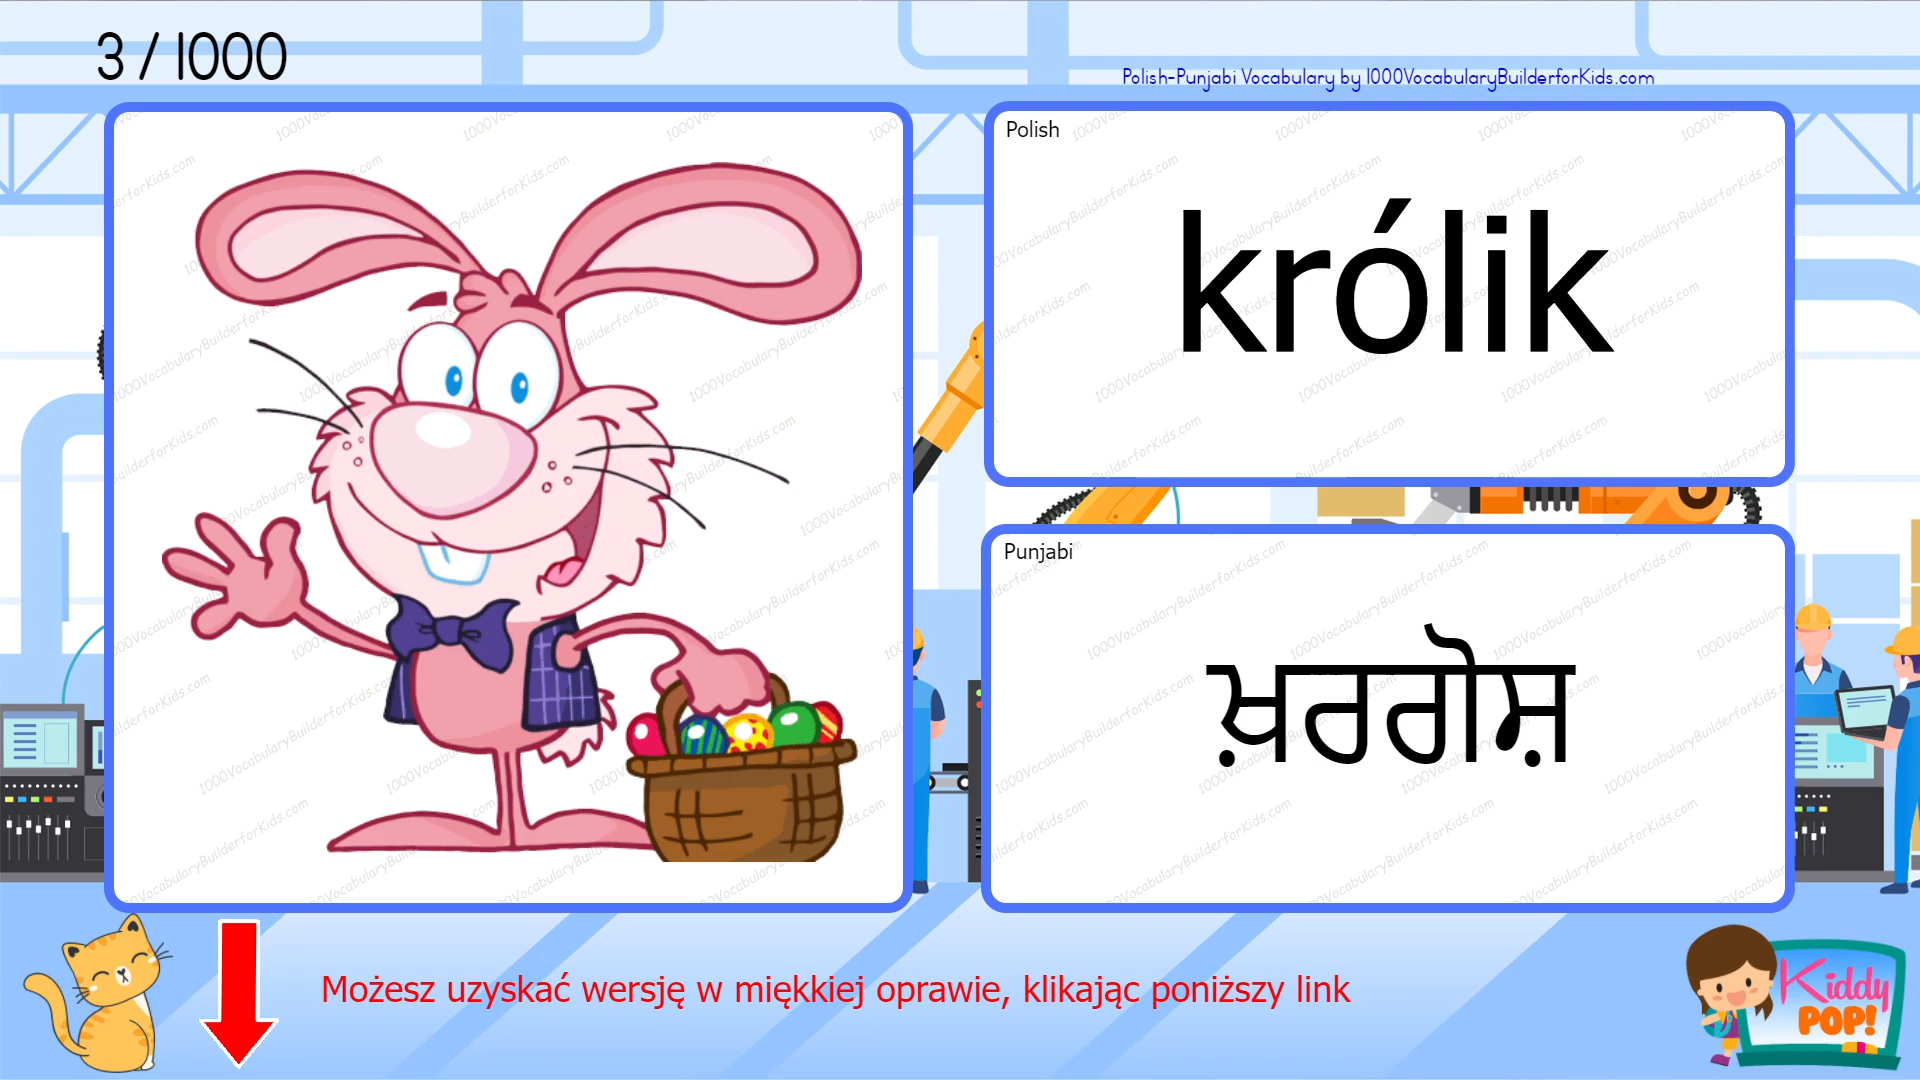 3 / 1000
Polish-Punjabi Vocabulary by 1000VocabularyBuilderforKids.com
Polish
królik
Punjabi
ਖ਼ਰਗੋਸ਼
Możesz uzyskać wersję w miękkiej oprawie, klikając poniższy link
Kiddy
POP!